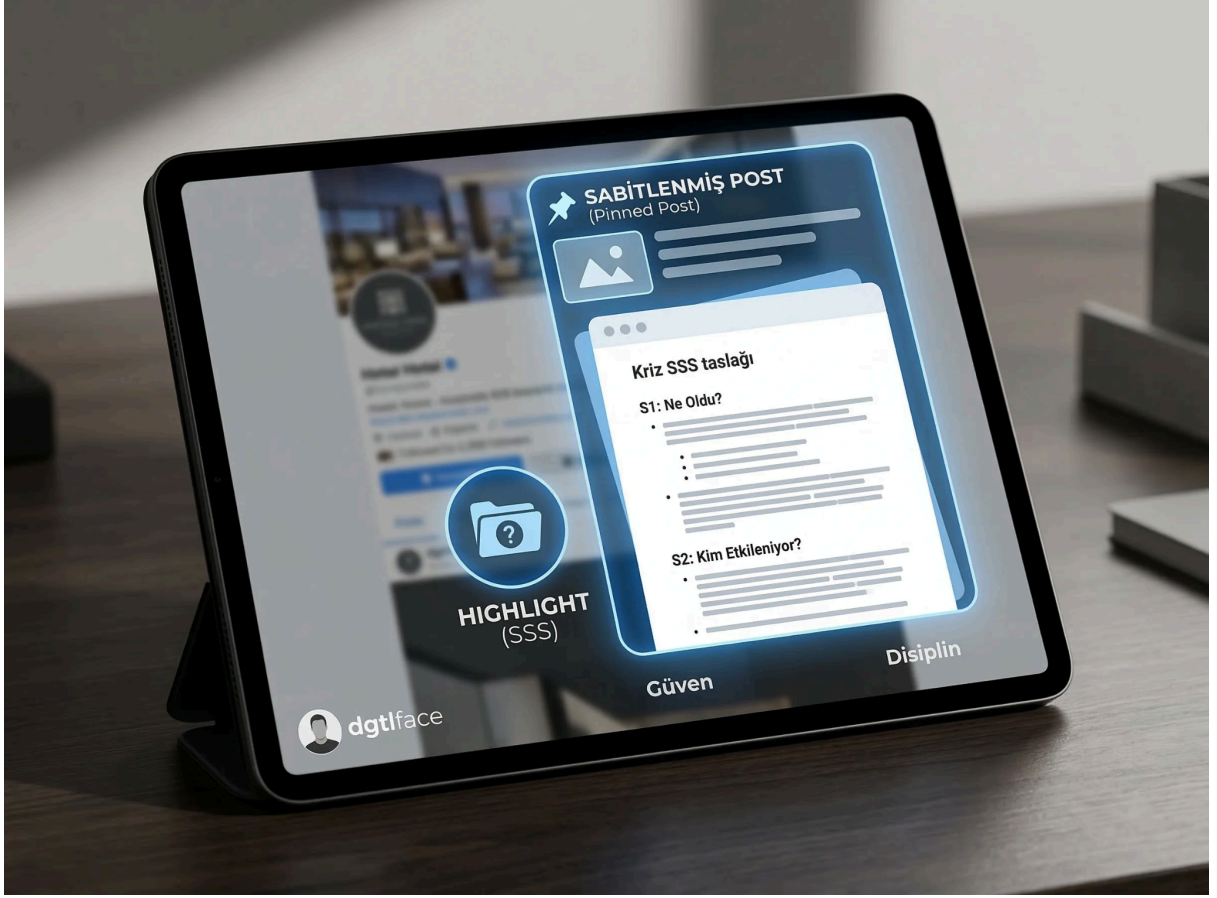 SABİTLENMİŞ POST
(Pinned Post)
Kriz SSS taslağı
S1: Ne Oldu?
S2: Kim Etkileniyor?
HIGHLIGHT
(SSS)
Güven
Disiplin
dgtlface